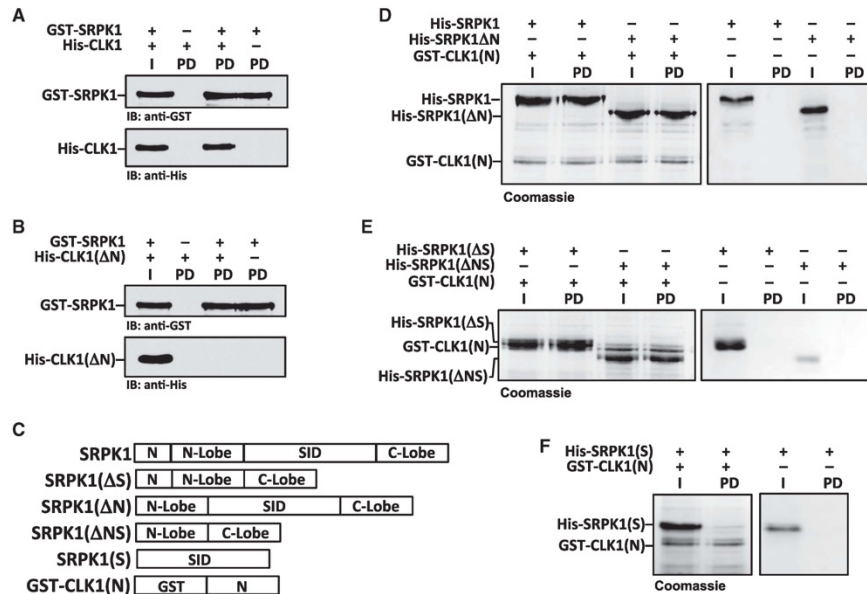 A
GST-SRPK1 + – + +
His-CLK1 + + + –
I PD PD PD
GST-SRPK1
IB: anti-GST
His-CLK1
IB: anti-His
B
GST-SRPK1 + – + +
His-CLK1(ΔN) + + + –
I PD PD PD
GST-SRPK1
IB: anti-GST
His-CLK1(ΔN)
IB: anti-His
C
SRPK1 N N-Lobe SID C-Lobe
SRPK1(ΔS) N N-Lobe C-Lobe
SRPK1(ΔN) N-Lobe SID C-Lobe
SRPK1(ΔNS) N-Lobe C-Lobe
SRPK1(S) SID
GST-CLK1(N) GST N
D
His-SRPK1 + + – – + + – –
His-SRPK1ΔN – – + + – – + +
GST-CLK1(N) + + + + – – – –
I PD I PD I PD I PD
His-SRPK1
His-SRPK1(ΔN)
GST-CLK1(N)
Coomassie
E
His-SRPK1(ΔS) + + – – + + – –
His-SRPK1(ΔNS) – – + + – – + +
GST-CLK1(N) + + + + – – – –
I PD I PD I PD I PD
His-SRPK1(ΔS)
GST-CLK1(N)
His-SRPK1(ΔNS)
Coomassie
F
His-SRPK1(S) + + + +
GST-CLK1(N) + + – –
I PD I PD
His-SRPK1(S)
GST-CLK1(N)
Coomassie